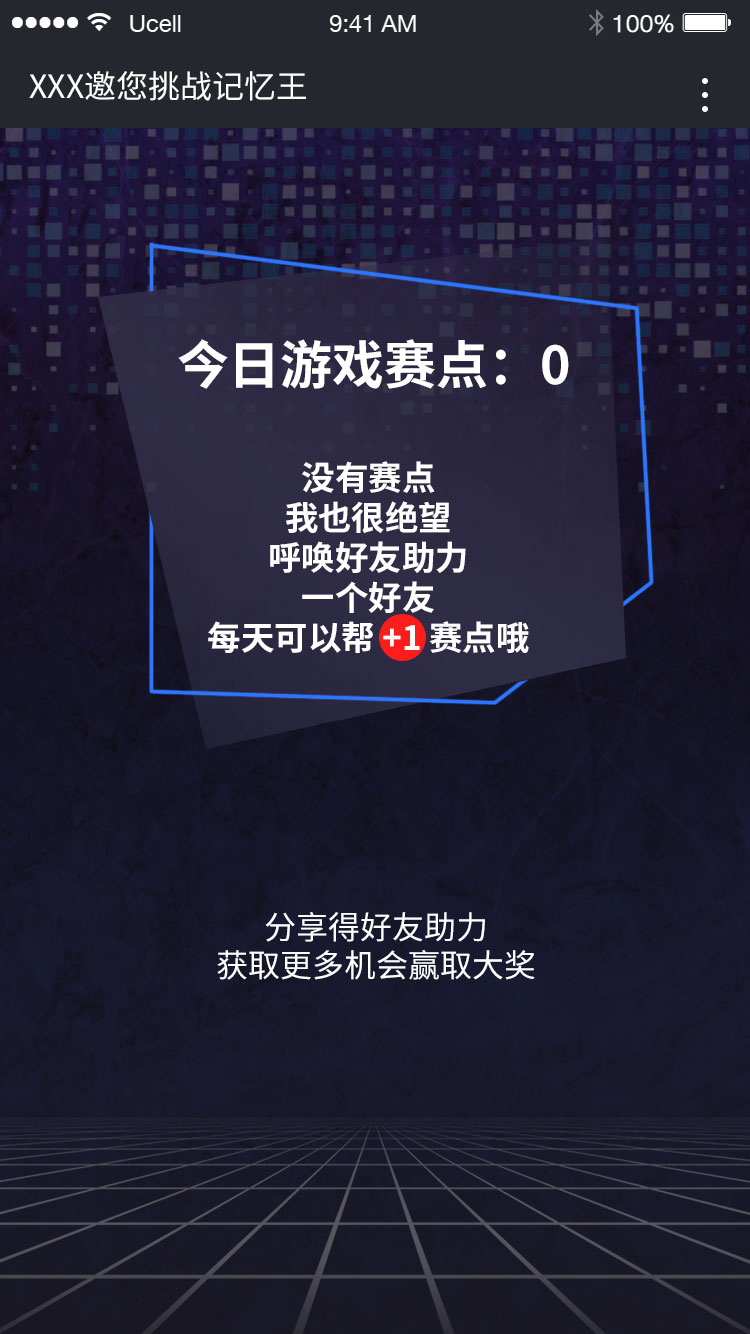 Ucell 9:41 AM 100%
XXX邀您挑战记忆王
今日游戏赛点：0
没有赛点
我也很绝望
呼唤好友助力
一个好友
每天可以帮+1赛点哦
分享得好友助力
获取更多机会赢取大奖